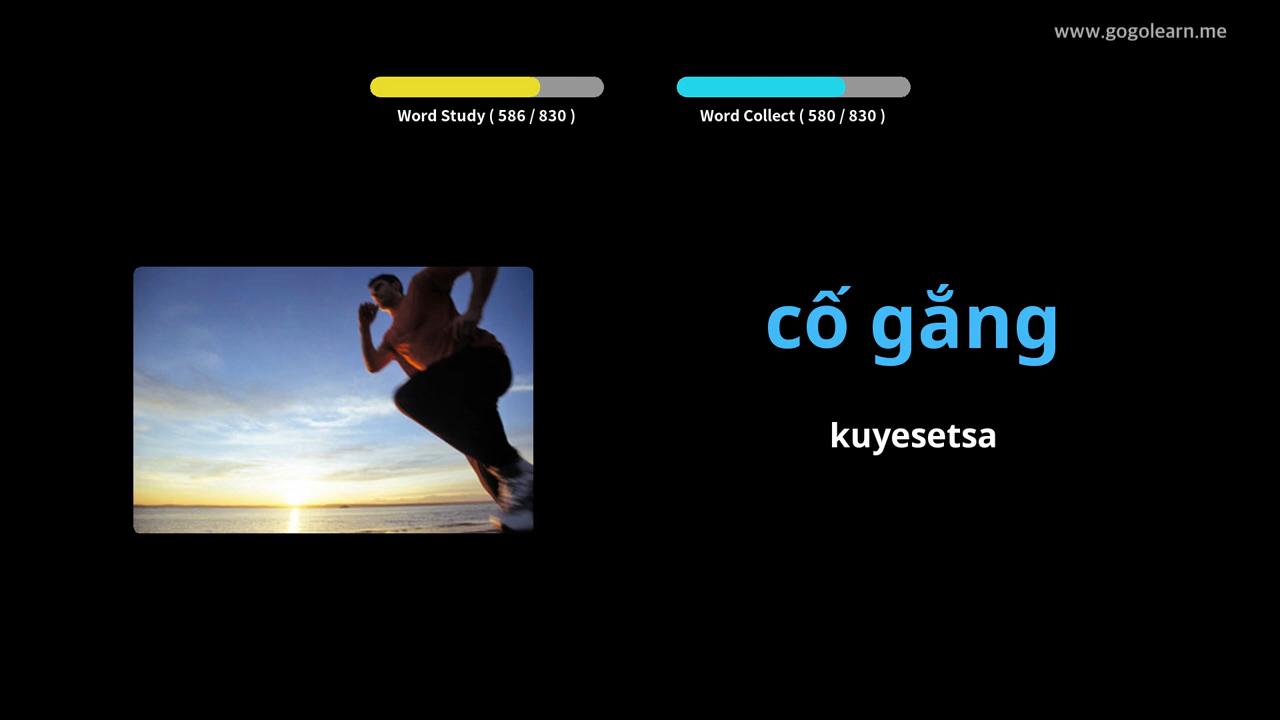 www.gogolearn.me
Word Study ( 586 / 830 )
Word Collect ( 580 / 830 )
cố gắng
kuyesetsa